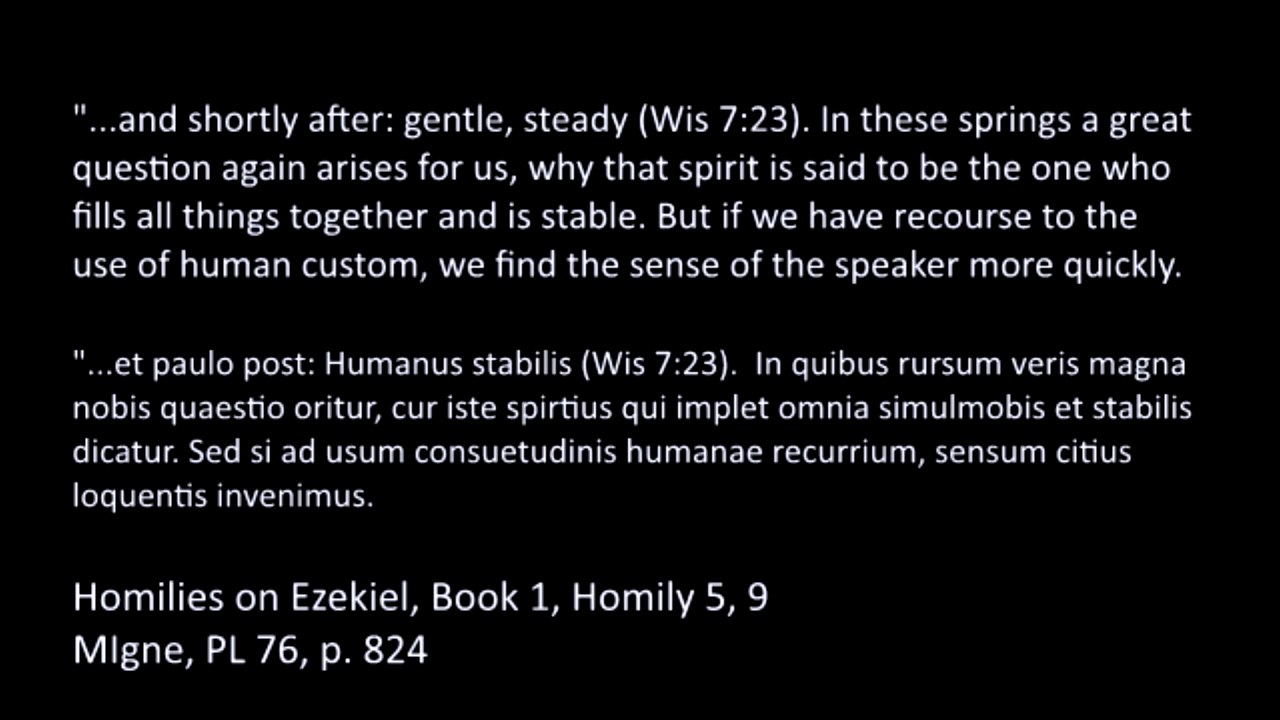 "...and shortly after: gentle, steady (Wis 7:23). In these springs a great
question again arises for us, why that spirit is said to be the one who
fills all things together and is stable. But if we have recourse to the
use of human custom, we find the sense of the speaker more quickly.
"...et paulo post: Humanus stabilis (Wis 7:23).  In quibus rursum veris magna
nobis quaestio oritur, cur iste spirtius qui implet omnia simulmobis et stabilis
dicatur. Sed si ad usum consuetudinis humanae recurrium, sensum citius
loquentis invenimus.
Homilies on Ezekiel, Book 1, Homily 5, 9
MIgne, PL 76, p. 824